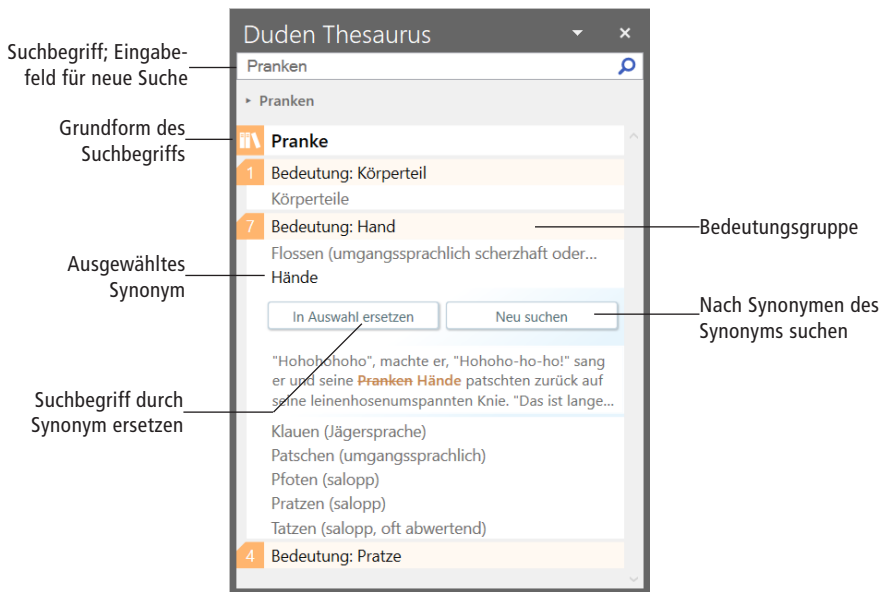 Duden Thesaurus
Suchbegriff; Eingabe-
feld für neue Suche
Pranken
Pranken
Grundform des
Suchbegriffs
Pranke
1 Bedeutung: Körperteil
Körperteile
7 Bedeutung: Hand
Bedeutungsgruppe
Flossen (umgangssprachlich scherzhaft oder...
Ausgewähltes
Synonym
Hände
In Auswahl ersetzen
Neu suchen
Nach Synonymen des
Synonyms suchen
"Hohohohoho", machte er, "Hohoho-ho-ho!" sang
er und seine Pranken Hände patschten zurück auf
seine leinenhosenumspannten Knie. "Das ist lange...
Suchbegriff durch
Synonym ersetzen
Klauen (Jägersprache)
Patschen (umgangssprachlich)
Pfoten (salopp)
Pratzen (salopp)
Tatzen (salopp, oft abwertend)
4 Bedeutung: Pratze